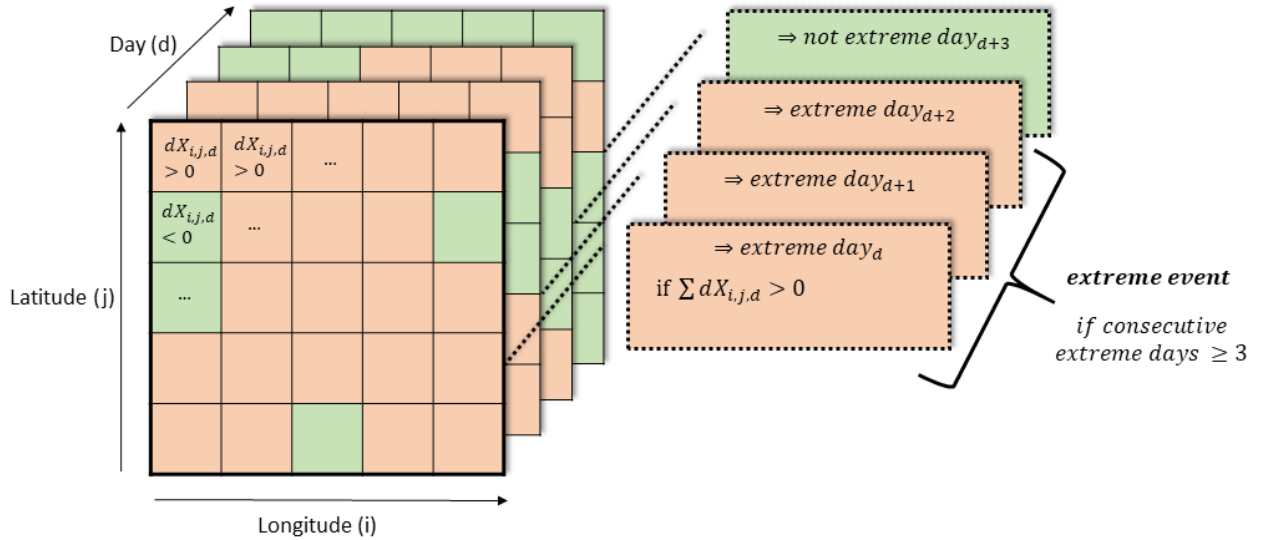 Day (d)
⇒ not extreme day_{d+3}
⇒ extreme day_{d+2}
dX_{i,j,d} dX_{i,j,d} ...
> 0 > 0
⇒ extreme day_{d+1}
dX_{i,j,d} ...
< 0
⇒ extreme day_d
if ∑ dX_{i,j,d} > 0
Latitude (j)
...
extreme event
if consecutive
extreme days ≥ 3
Longitude (i)